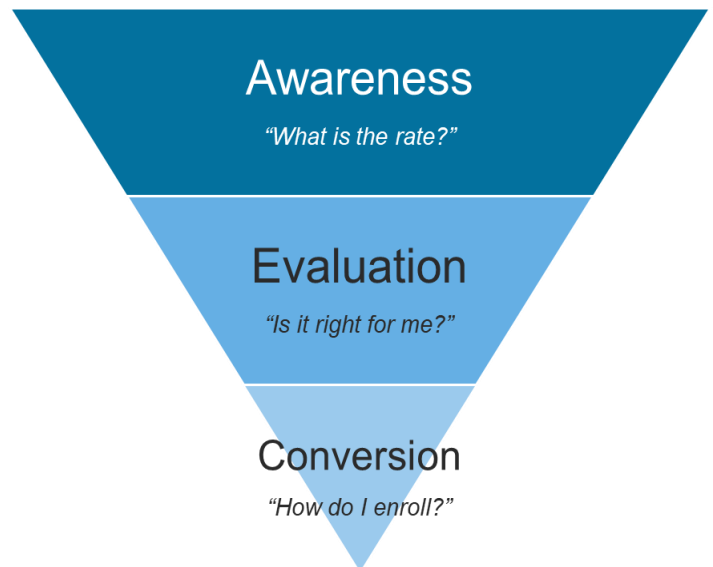 Awareness
“What is the rate?”
Evaluation
“Is it right for me?”
Conversion
“How do I enroll?”